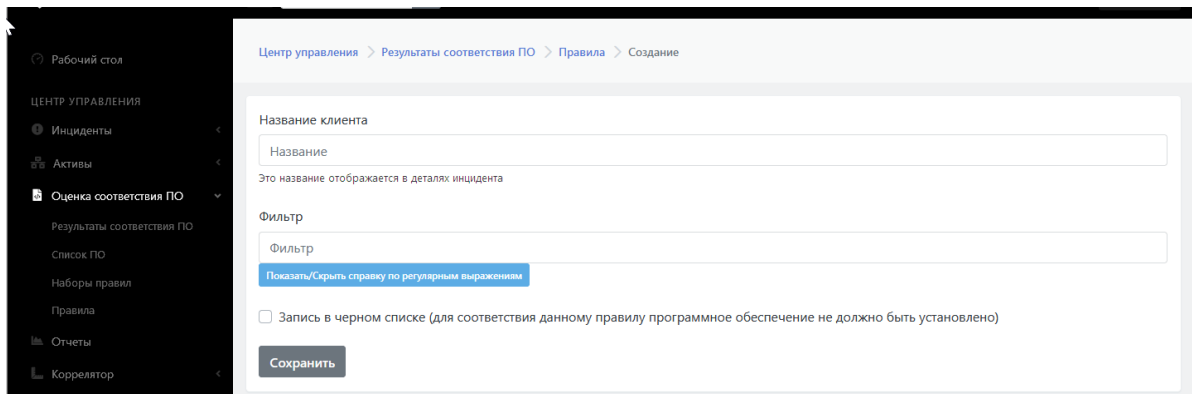 Рабочий стол
ЦЕНТР УПРАВЛЕНИЯ
Инциденты
Активы
Оценка соответствия ПО
Результаты соответствия ПО
Список ПО
Наборы правил
Правила
Отчеты
Коррелятор
Центр управления > Результаты соответствия ПО > Правила > Создание
Название клиента
Название
Это название отображается в деталях инцидента
Фильтр
Фильтр
Показать/Скрыть справку по регулярным выражениям
Запись в черном списке (для соответствия данному правилу программное обеспечение не должно быть установлено)
Сохранить